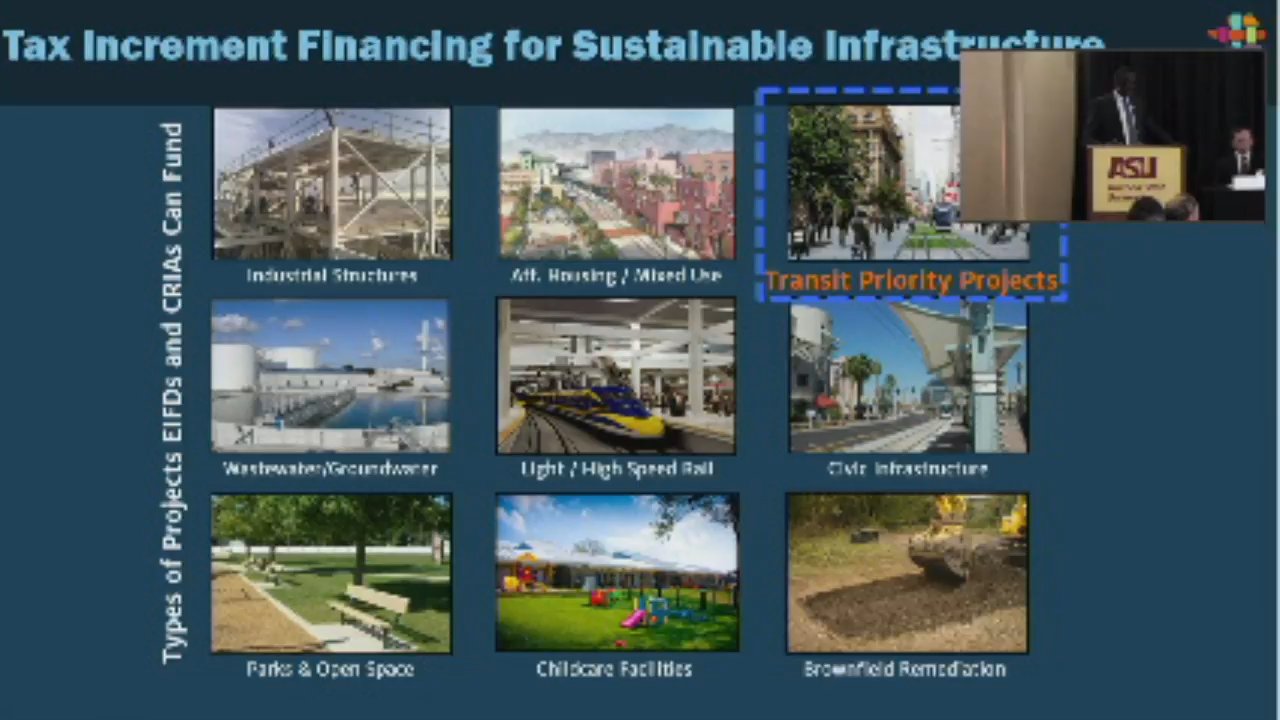 Tax Increment Financing for Sustainable Infrastructure
Types of Projects EIFDs and CRIAs Can Fund
Industrial Structures
Aff. Housing / Mixed Use
Transit Priority Projects
ASU
Wastewater/Groundwater
Light / High Speed Rail
Civic Infrastructure
Parks & Open Space
Childcare Facilities
Brownfield Remediation